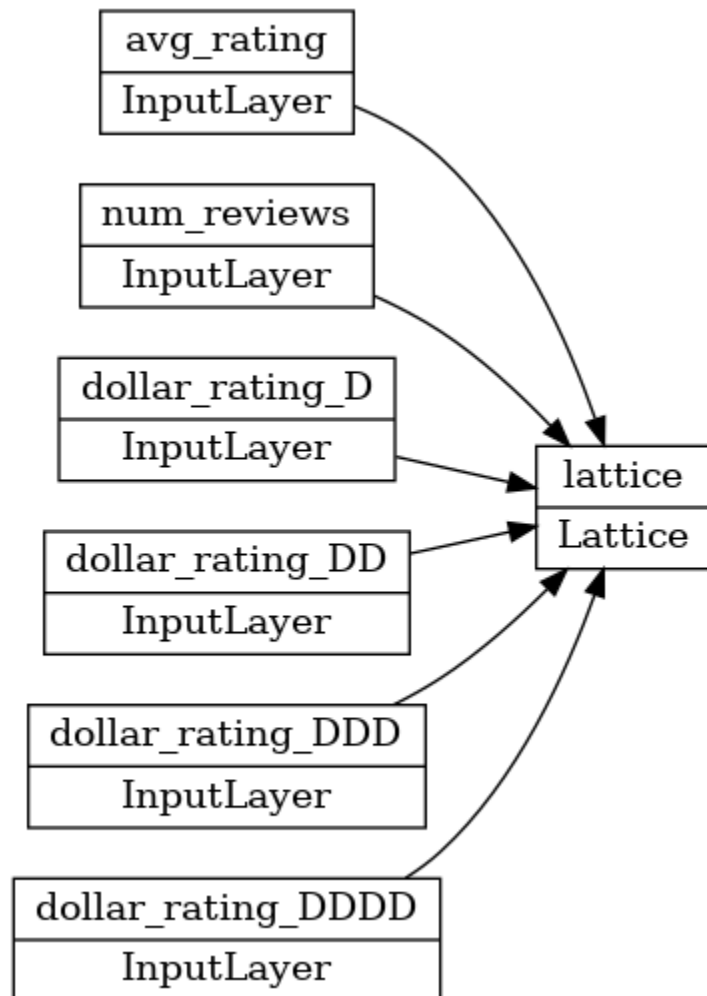 avg_rating
InputLayer
num_reviews
InputLayer
dollar_rating_D
InputLayer
dollar_rating_DD
InputLayer
dollar_rating_DDD
InputLayer
dollar_rating_DDDD
InputLayer
lattice
Lattice